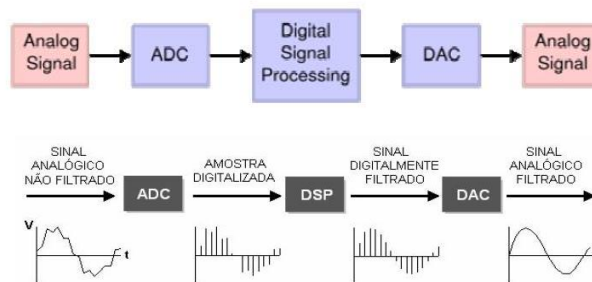 Analog
Signal
ADC
Digital
Signal
Processing
DAC
Analog
Signal
SINAL
ANALÓGICO
NÃO FILTRADO
ADC
AMOSTRA
DIGITALIZADA
DSP
SINAL
DIGITALMENTE
FILTRADO
DAC
SINAL
ANALÓGICO
FILTRADO
V
t